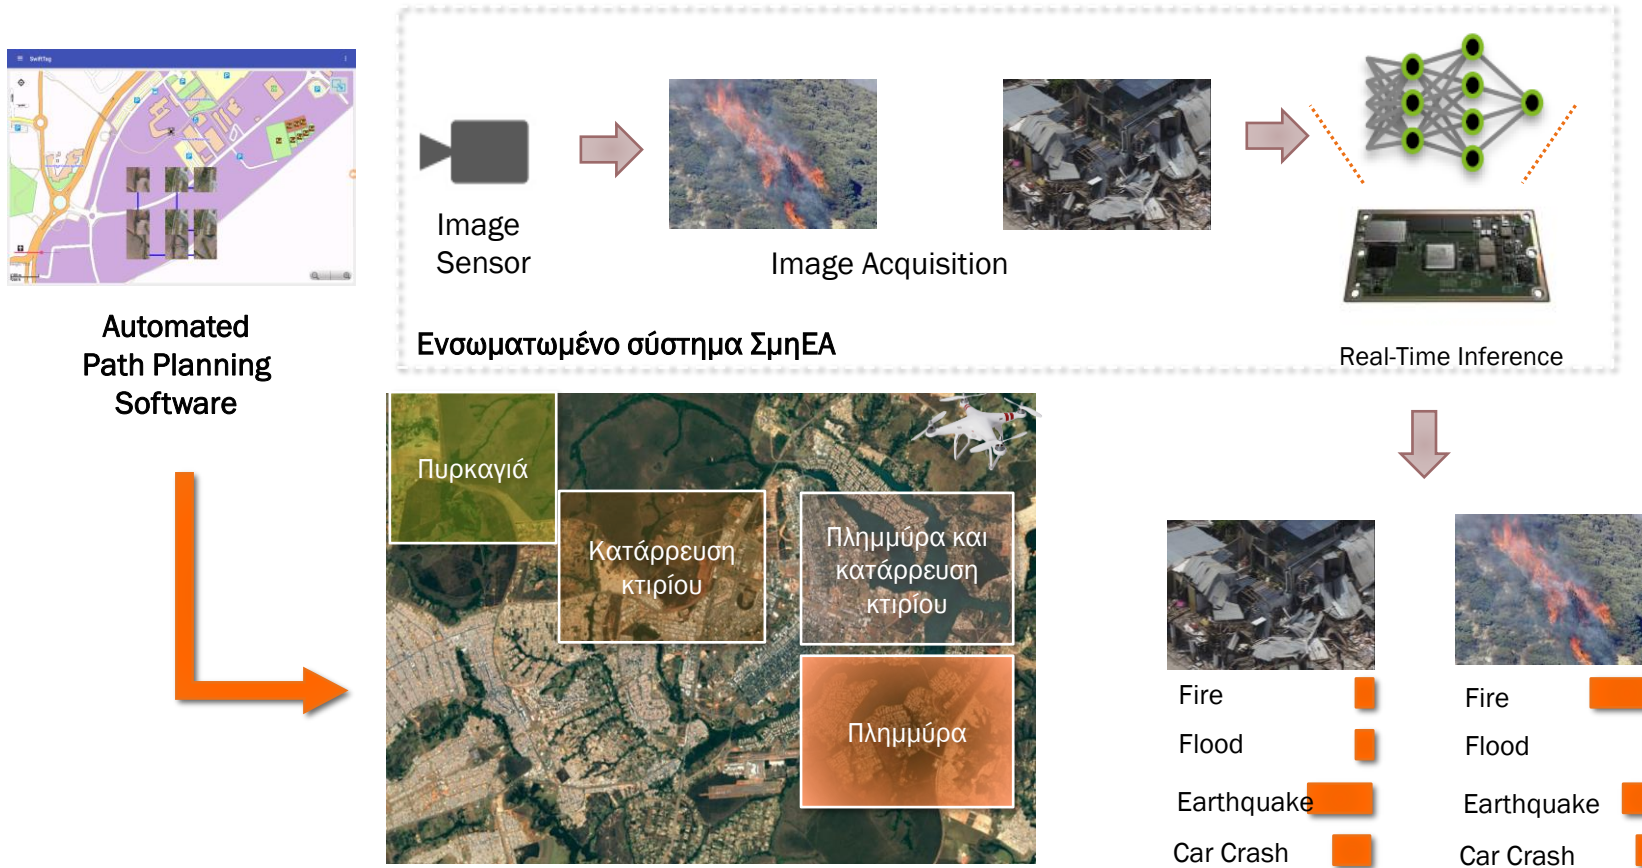 SwiftTag
Image
Sensor
Image Acquisition
Ενσωματωμένο σύστημα ΣμηΕΑ
Real-Time Inference
Automated
Path Planning
Software
Πυρκαγιά
Κατάρρευση
κτιρίου
Πλημμύρα και
κατάρρευση
κτιρίου
Πλημμύρα
Fire
Flood
Earthquake
Car Crash
Fire
Flood
Earthquake
Car Crash